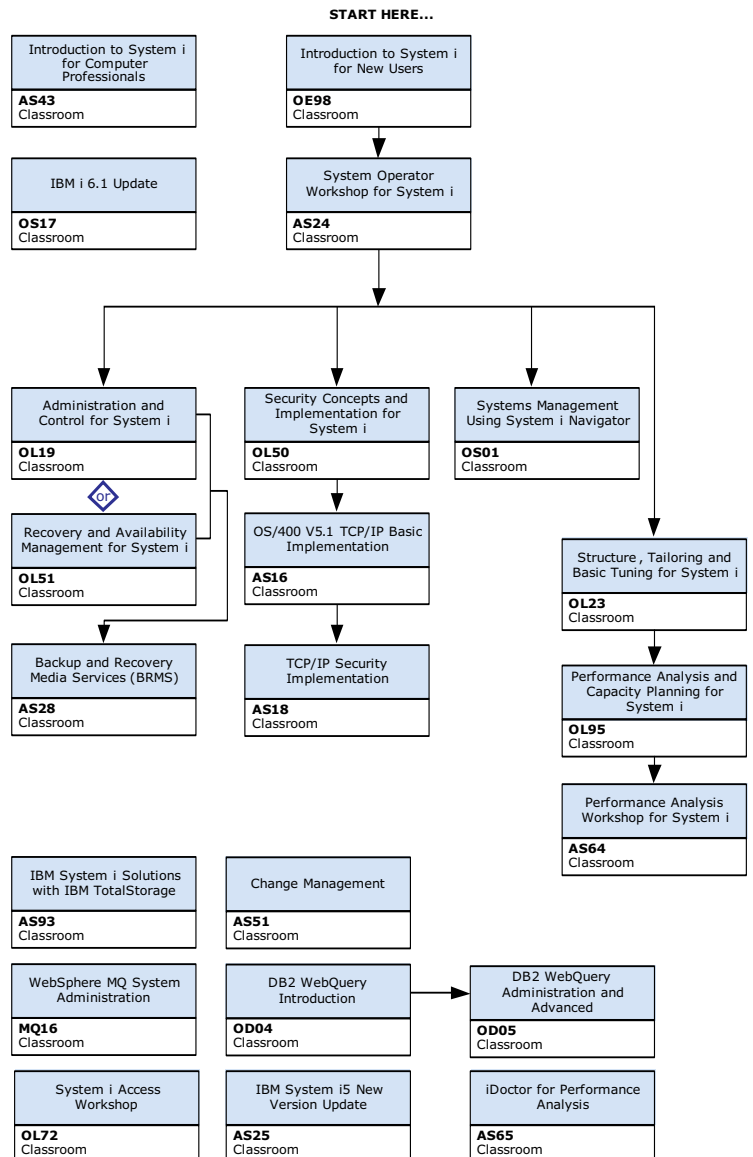 START HERE...
Introduction to System i
for Computer
Professionals
AS43
Classroom
Introduction to System i
for New Users
OE98
Classroom
IBM i 6.1 Update
OS17
Classroom
System Operator
Workshop for System i
AS24
Classroom
Administration and
Control for System i
OL19
Classroom
or
Recovery and Availability
Management for System i
OL51
Classroom
Backup and Recovery
Media Services (BRMS)
AS28
Classroom
Security Concepts and
Implementation for
System i
OL50
Classroom
OS/400 V5.1 TCP/IP Basic
Implementation
AS16
Classroom
TCP/IP Security
Implementation
AS18
Classroom
Systems Management
Using System i Navigator
OS01
Classroom
Structure, Tailoring and
Basic Tuning for System i
OL23
Classroom
Performance Analysis and
Capacity Planning for
System i
OL95
Classroom
Performance Analysis
Workshop for System i
AS64
Classroom
IBM System i Solutions
with IBM TotalStorage
AS93
Classroom
Change Management
AS51
Classroom
WebSphere MQ System
Administration
MQ16
Classroom
DB2 WebQuery
Introduction
OD04
Classroom
DB2 WebQuery
Administration and
Advanced
OD05
Classroom
System i Access
Workshop
OL72
Classroom
IBM System i5 New
Version Update
AS25
Classroom
iDoctor for Performance
Analysis
AS65
Classroom